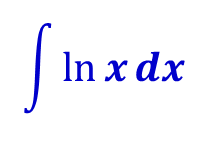 ∫ ln x dx